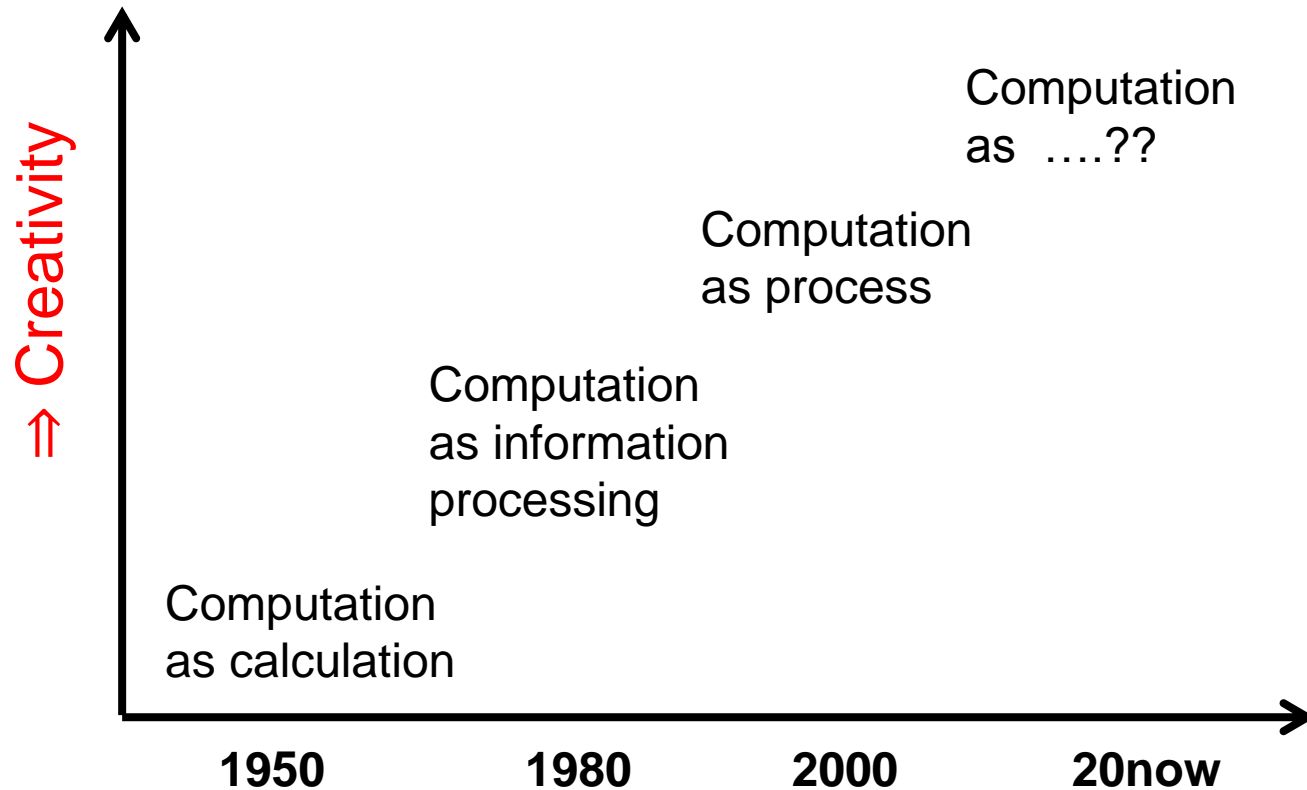 ⇒ Creativity
Computation
as ….??
Computation
as process
Computation
as information
processing
Computation
as calculation
1950 1980 2000 20now